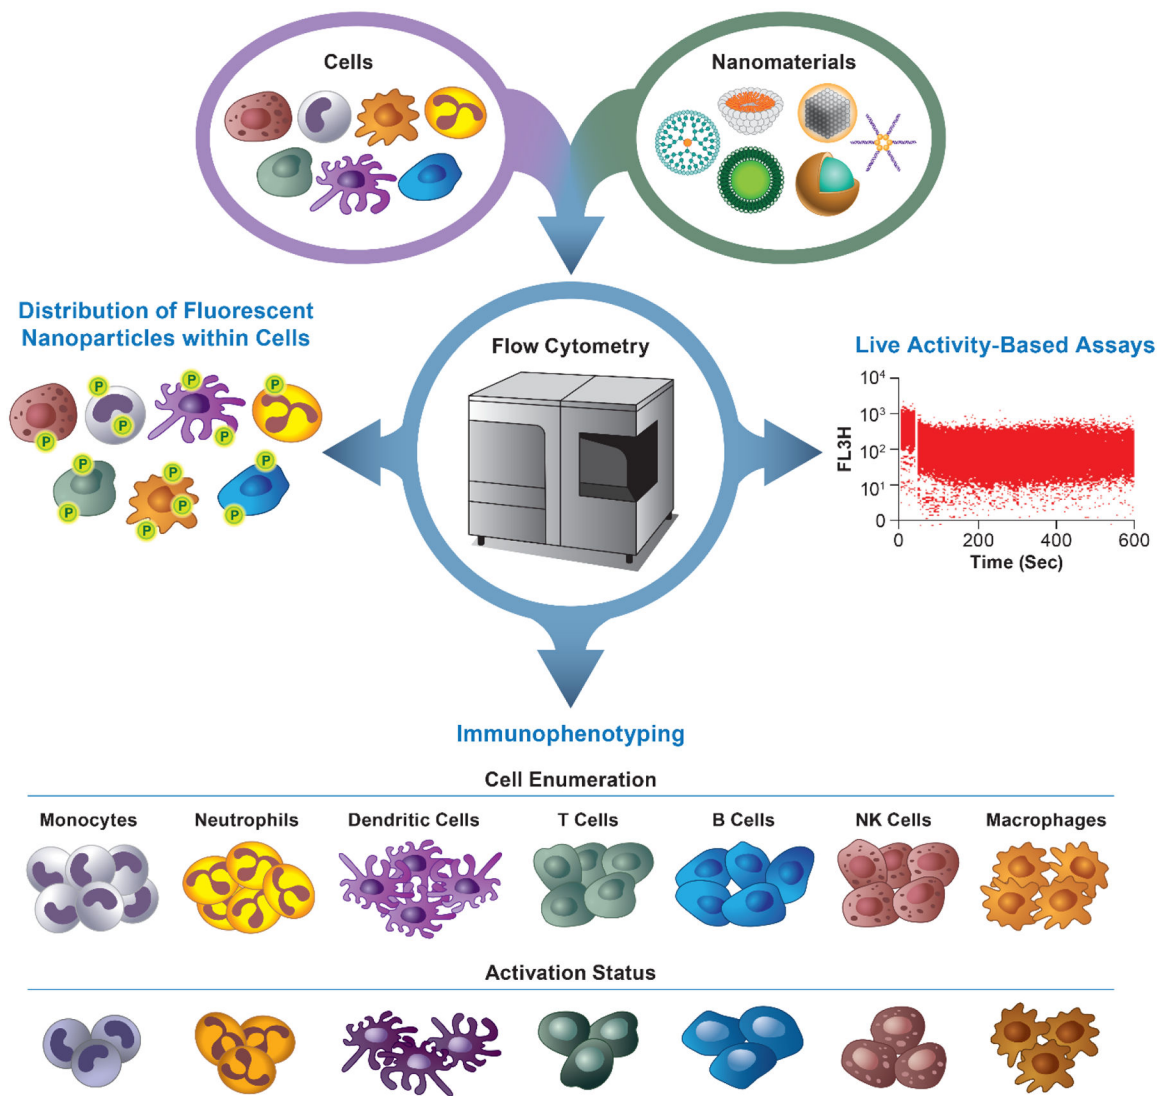 Cells
Nanomaterials
Distribution of Fluorescent
Nanoparticles within Cells
P
P
P
P
P
P
P
P
P
P
P
P
P
Flow Cytometry
Live Activity-Based Assays
FL3H
10⁴
10³
10²
10¹
0
0 200 400 600
Time (Sec)
Immunophenotyping
Cell Enumeration
Monocytes Neutrophils Dendritic Cells T Cells B Cells NK Cells Macrophages
Activation Status